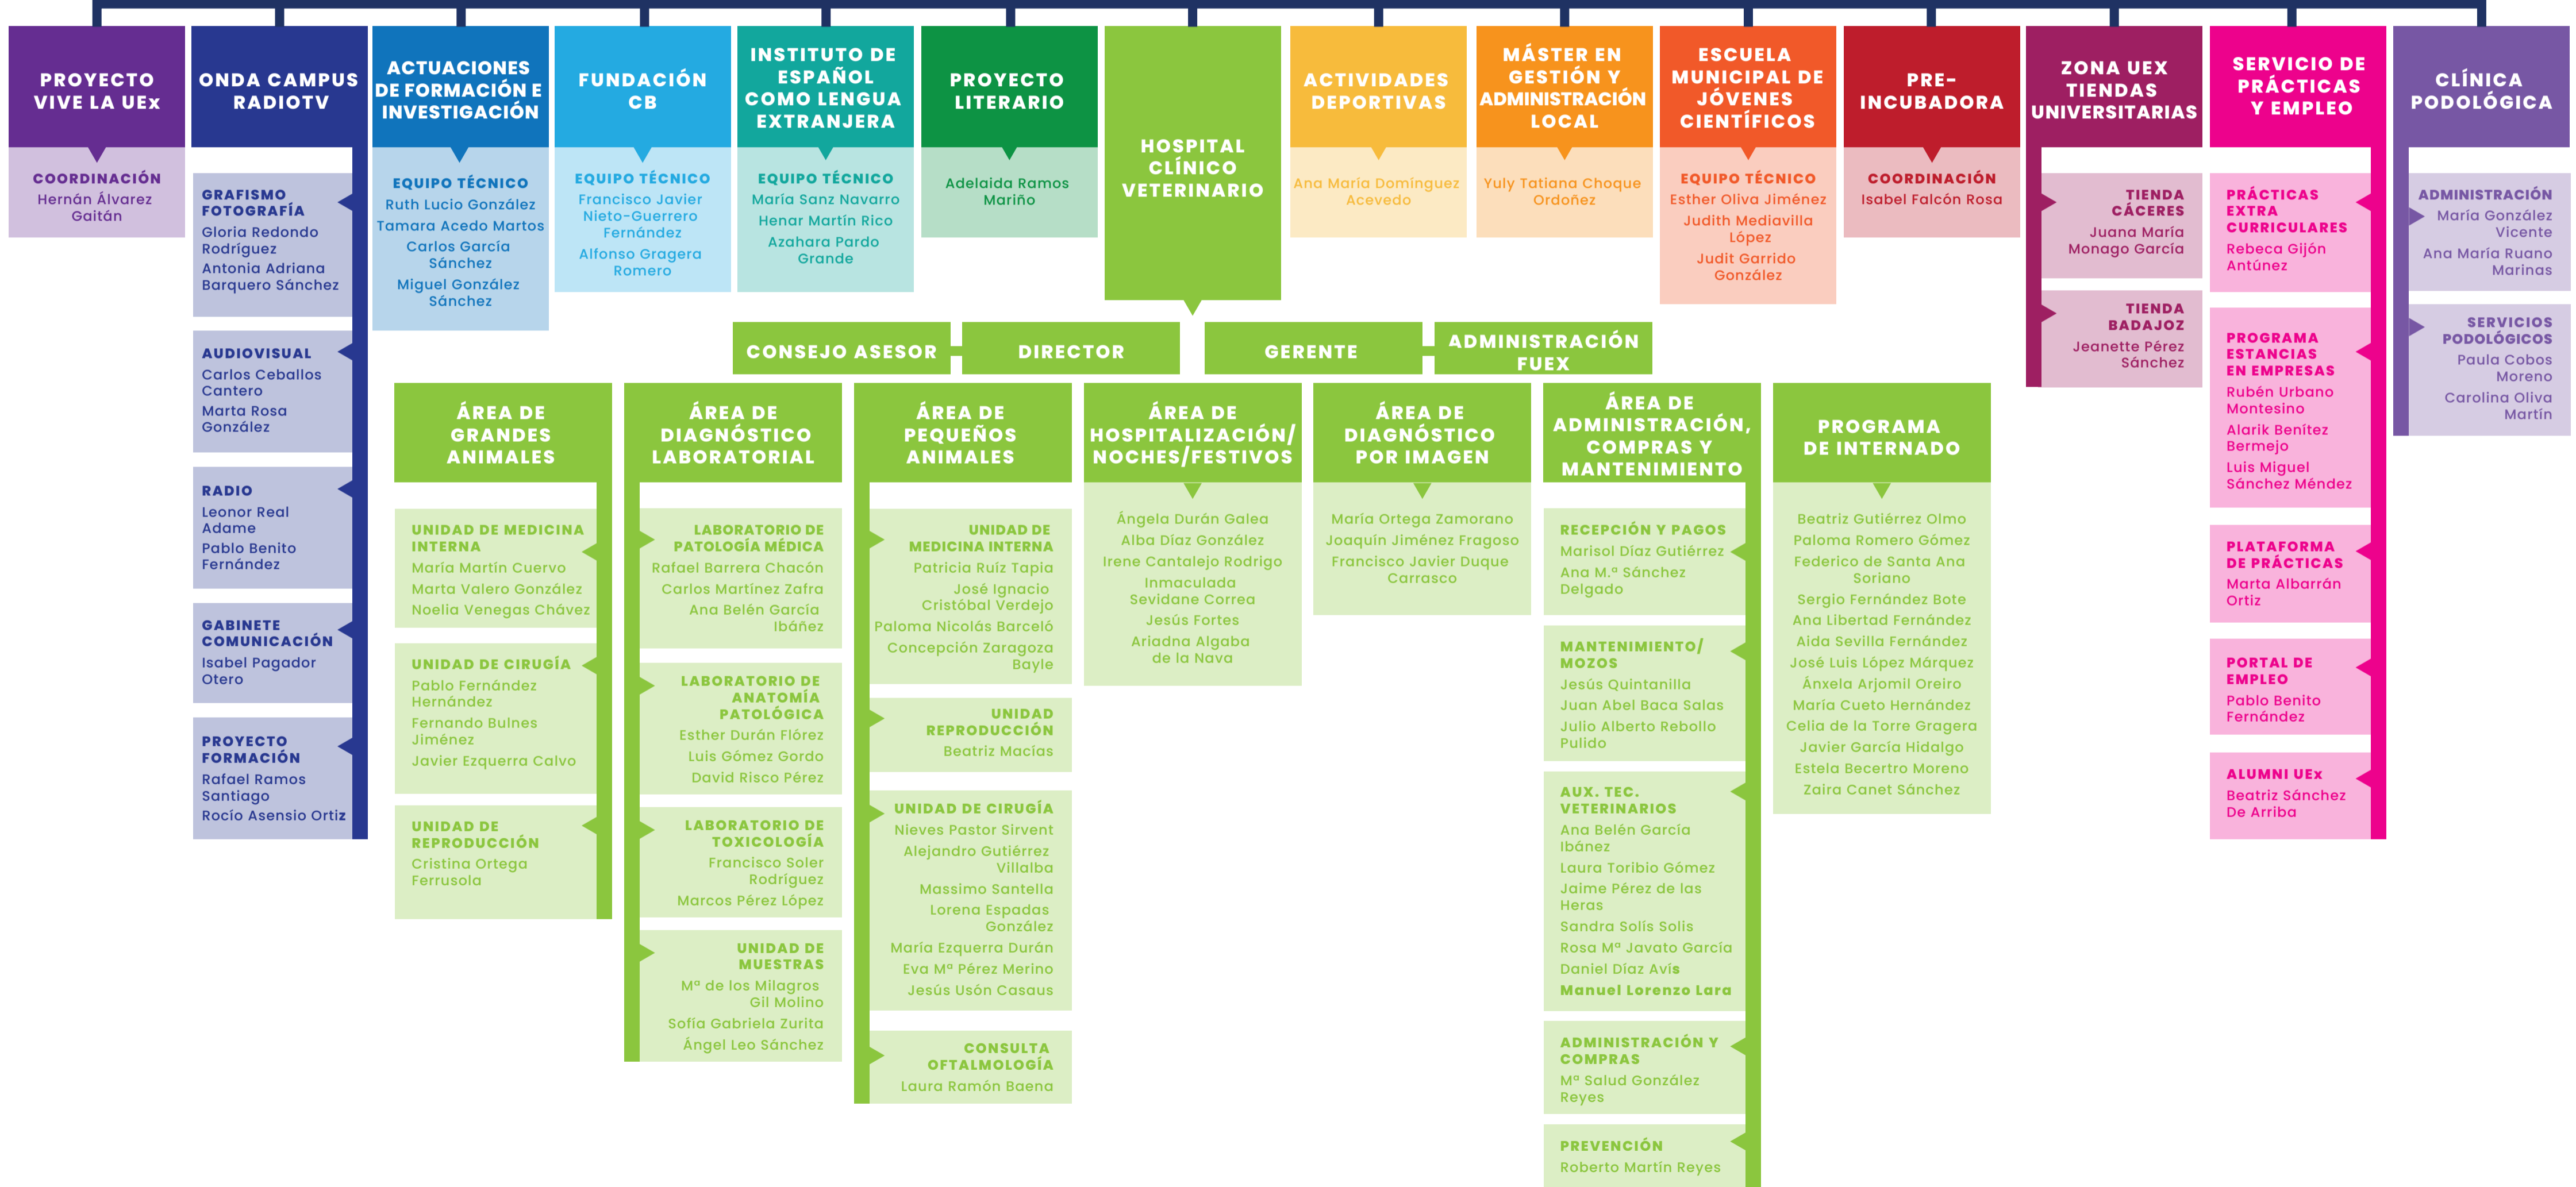 PROYECTO
VIVE LA UEx
COORDINACIÓN
Hernán Álvarez
Gaitán
ONDA CAMPUS
RADIOTV
GRAFISMO
FOTOGRAFÍA
Gloria Redondo
Rodríguez
Antonia Adriana
Barquero Sánchez
AUDIOVISUAL
Carlos Ceballos
Cantero
Marta Rosa
González
RADIO
Leonor Real
Adame
Pablo Benito
Fernández
GABINETE
COMUNICACIÓN
Isabel Pagador
Otero
PROYECTO
FORMACIÓN
Rafael Ramos
Santiago
Rocío Asensio Ortiz
ACTUACIONES
DE FORMACIÓN E
INVESTIGACIÓN
EQUIPO TÉCNICO
Ruth Lucio González
Tamara Acedo Martos
Carlos García
Sánchez
Miguel González
Sánchez
FUNDACIÓN
CB
EQUIPO TÉCNICO
Francisco Javier
Nieto-Guerrero
Fernández
Alfonso Gragera
Romero
INSTITUTO DE
ESPAÑOL
COMO LENGUA
EXTRANJERA
EQUIPO TÉCNICO
María Sanz Navarro
Henar Martín Rico
Azahara Pardo
Grande
PROYECTO
LITERARIO
Adelaida Ramos
Mariño
HOSPITAL
CLÍNICO
VETERINARIO
ACTIVIDADES
DEPORTIVAS
Ana María Domínguez
Acevedo
MÁSTER EN
GESTIÓN Y
ADMINISTRACIÓN
LOCAL
Yuly Tatiana Choque
Ordoñez
ESCUELA
MUNICIPAL DE
JÓVENES
CIENTÍFICOS
EQUIPO TÉCNICO
Esther Oliva Jiménez
Judith Mediavilla
López
Judit Garrido
González
PRE-
INCUBADORA
COORDINACIÓN
Isabel Falcón Rosa
ZONA UEX
TIENDAS
UNIVERSITARIAS
TIENDA
CÁCERES
Juana María
Monago García
TIENDA
BADAJOZ
Jeanette Pérez
Sánchez
SERVICIO DE
PRÁCTICAS
Y EMPLEO
PRÁCTICAS
EXTRA
CURRICULARES
Rebeca Gijón
Antúnez
PROGRAMA
ESTANCIAS
EN EMPRESAS
Rubén Urbano
Montesino
Alarik Benítez
Bermejo
Luis Miguel
Sánchez Méndez
PLATAFORMA
DE PRÁCTICAS
Marta Albarrán
Ortiz
PORTAL DE
EMPLEO
Pablo Benito
Fernández
ALUMNI UEx
Beatriz Sánchez
De Arriba
CLÍNICA
PODOLÓGICA
ADMINISTRACIÓN
María González
Vicente
Ana María Ruano
Marinas
SERVICIOS
PODOLÓGICOS
Paula Cobos
Moreno
Carolina Oliva
Martín
CONSEJO ASESOR
DIRECTOR
GERENTE
ADMINISTRACIÓN
FUEX
ÁREA DE
GRANDES
ANIMALES
UNIDAD DE MEDICINA
INTERNA
María Martín Cuervo
Marta Valero González
Noelia Venegas Chávez
UNIDAD DE CIRUGÍA
Pablo Fernández
Hernández
Fernando Bulnes
Jiménez
Javier Ezquerra Calvo
UNIDAD DE
REPRODUCCIÓN
Cristina Ortega
Ferrusola
ÁREA DE
DIAGNÓSTICO
LABORATORIAL
LABORATORIO DE
PATOLOGÍA MÉDICA
Rafael Barrera Chacón
Carlos Martínez Zafra
Ana Belén García
Ibáñez
LABORATORIO DE
ANATOMÍA
PATOLÓGICA
Esther Durán Flórez
Luis Gómez Gordo
David Risco Pérez
LABORATORIO DE
TOXICOLOGÍA
Francisco Soler
Rodríguez
Marcos Pérez López
UNIDAD DE
MUESTRAS
Mª de los Milagros
Gil Molino
Sofía Gabriela Zurita
Ángel Leo Sánchez
ÁREA DE
PEQUEÑOS
ANIMALES
UNIDAD DE
MEDICINA INTERNA
Patricia Ruíz Tapia
José Ignacio
Cristóbal Verdejo
Paloma Nicolás Barceló
Concepción Zaragoza
Bayle
UNIDAD
REPRODUCCIÓN
Beatriz Macías
UNIDAD DE CIRUGÍA
Nieves Pastor Sirvent
Alejandro Gutiérrez
Villalba
Massimo Santella
Lorena Espadas
González
María Ezquerra Durán
Eva Mª Pérez Merino
Jesús Usón Casaus
CONSULTA
OFTALMOLOGÍA
Laura Ramón Baena
ÁREA DE
HOSPITALIZACIÓN/
NOCHES/FESTIVOS
Ángela Durán Galea
Alba Díaz González
Irene Cantalejo Rodrigo
Inmaculada
Sevidane Correa
Jesús Fortes
Ariadna Algaba
de la Nava
ÁREA DE
DIAGNÓSTICO
POR IMAGEN
María Ortega Zamorano
Joaquín Jiménez Fragoso
Francisco Javier Duque
Carrasco
ÁREA DE
ADMINISTRACIÓN,
COMPRAS Y
MANTENIMIENTO
RECEPCIÓN Y PAGOS
Marisol Díaz Gutiérrez
Ana M.ª Sánchez
Delgado
MANTENIMIENTO/
MOZOS
Jesús Quintanilla
Juan Abel Baca Salas
Julio Alberto Rebollo
Pulido
AUX. TEC.
VETERINARIOS
Ana Belén García
Ibánez
Laura Toribio Gómez
Jaime Pérez de las
Heras
Sandra Solís Solis
Rosa Mª Javato García
Daniel Díaz Avís
Manuel Lorenzo Lara
ADMINISTRACIÓN Y
COMPRAS
Mª Salud González
Reyes
PREVENCIÓN
Roberto Martín Reyes
PROGRAMA
DE INTERNADO
Beatriz Gutiérrez Olmo
Paloma Romero Gómez
Federico de Santa Ana
Soriano
Sergio Fernández Bote
Ana Libertad Fernández
Aida Sevilla Fernández
José Luis López Márquez
Ánxela Arjomil Oreiro
María Cueto Hernández
Celia de la Torre Gragera
Javier García Hidalgo
Estela Becertro Moreno
Zaira Canet Sánchez